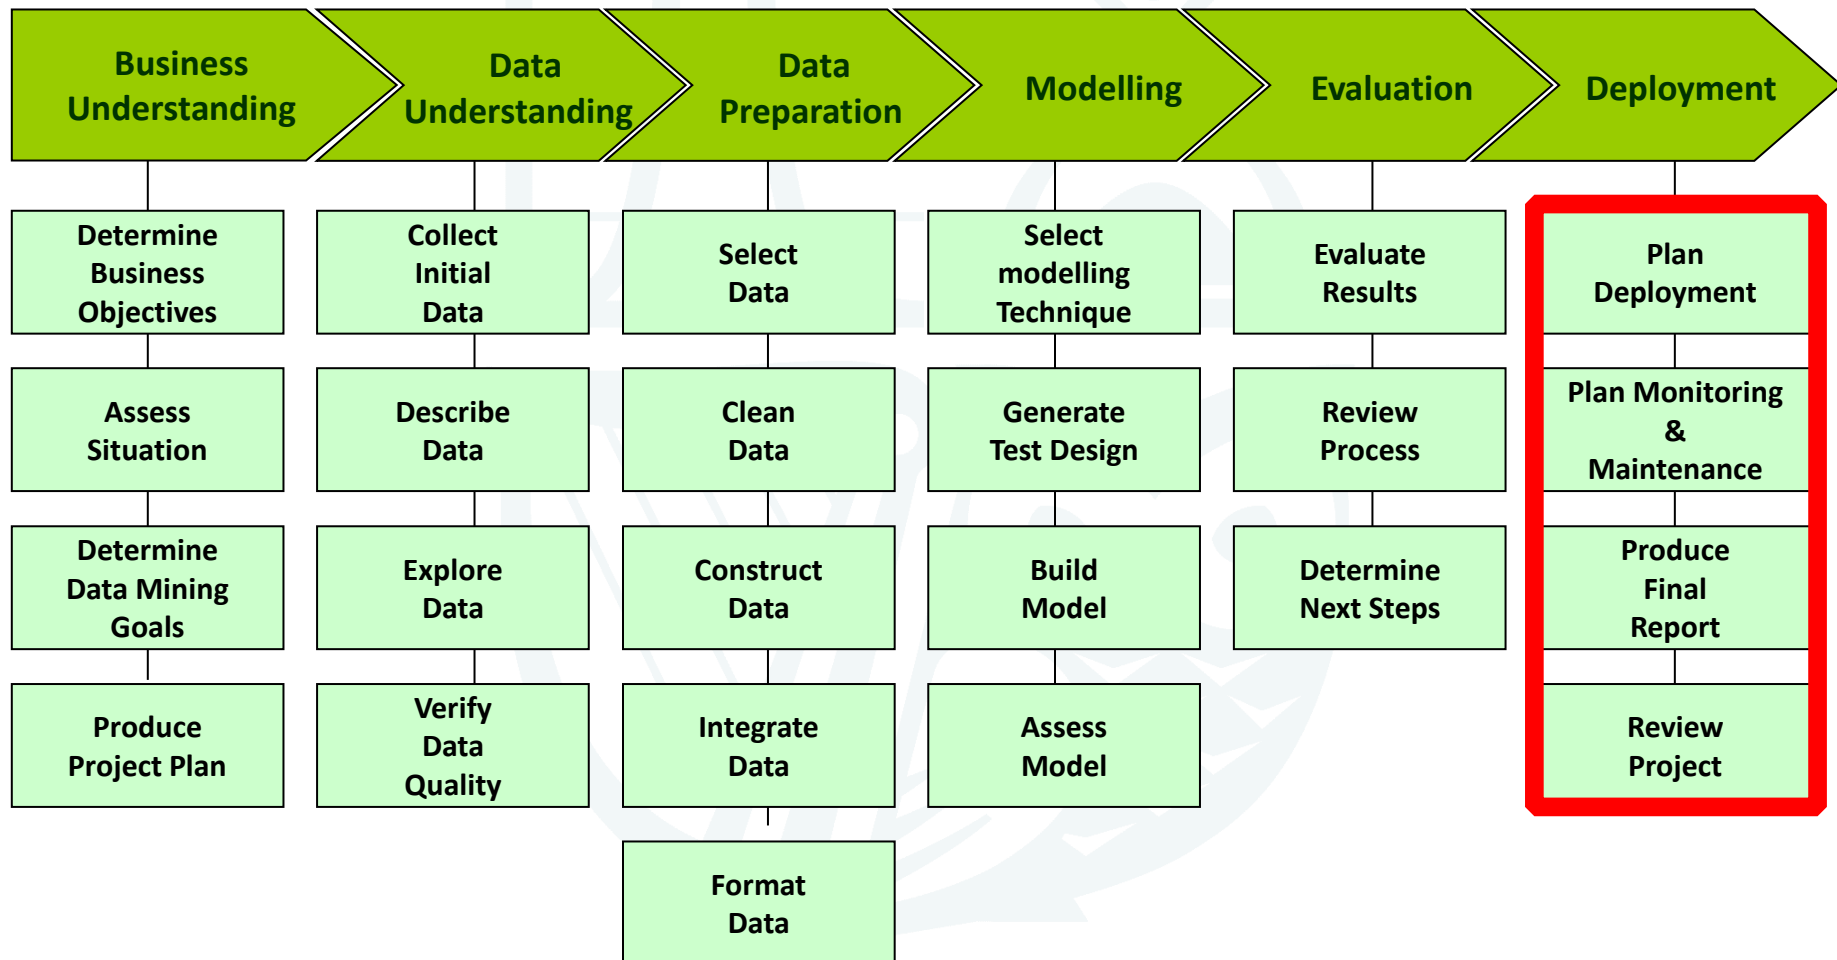 Business
Understanding
Data
Understanding
Data
Preparation
Modelling
Evaluation
Deployment
Determine
Business
Objectives
Assess
Situation
Determine
Data Mining
Goals
Produce
Project Plan
Collect
Initial
Data
Describe
Data
Explore
Data
Verify
Data
Quality
Select
Data
Clean
Data
Construct
Data
Integrate
Data
Format
Data
Select
modelling
Technique
Generate
Test Design
Build
Model
Assess
Model
Evaluate
Results
Review
Process
Determine
Next Steps
Plan
Deployment
Plan Monitoring
&
Maintenance
Produce
Final
Report
Review
Project